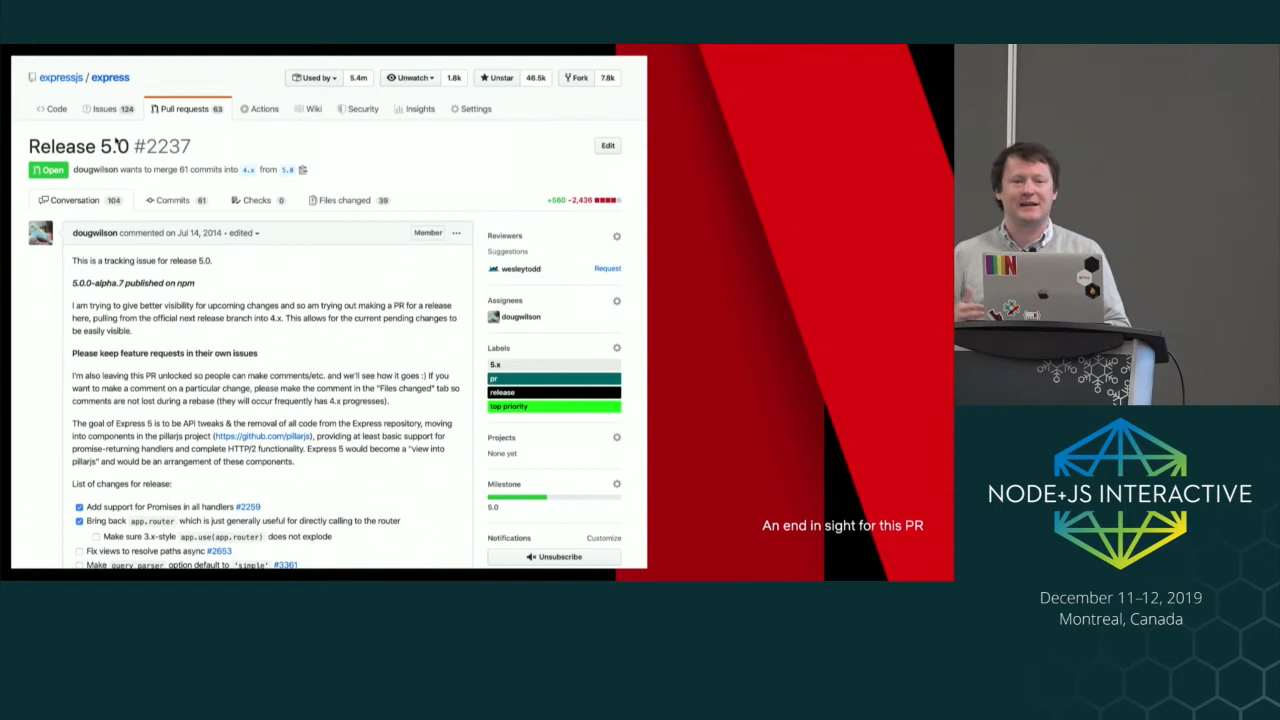 expressjs / express
Used by 5.4m
Unwatch 1.8k
Unstar 46.5k
Fork 7.8k
Code
Issues 124
Pull requests 63
Actions
Wiki
Security
Insights
Settings
Release 5.0 #2237
Edit
Open
dougwilson wants to merge 61 commits into 4.x from 5.0
Conversation 104
Commits 61
Checks 0
Files changed 39
+560 −2,436
dougwilson commented on Jul 14, 2014 • edited
Member
This is a tracking issue for release 5.0.
5.0.0-alpha.7 published on npm
I am trying to give better visibility for upcoming changes and so am trying out making a PR for a release
here, pulling from the official next release branch into 4.x. This allows for the current pending changes to
be easily visible.
Please keep feature requests in their own issues
I'm also leaving this PR unlocked so people can make comments/etc. and we'll see how it goes :) If you
want to make a comment on a particular change, please make the comment in the "Files changed" tab so
comments are not lost during a rebase (they will occur frequently has 4.x progresses).
The goal of Express 5 is to be API tweaks & the removal of all code from the Express repository, moving
into components in the pillarjs project (https://github.com/pillarjs), providing at least basic support for
promise-returning handlers and complete HTTP/2 functionality. Express 5 would become a "view into
pillarjs" and would be an arrangement of these components.
List of changes for release:
Add support for Promises in all handlers #2259
Bring back app.router which is just generally useful for directly calling to the router
Make sure 3.x-style app.use(app.router) does not explode
Fix views to resolve paths async #2653
Make query parser option default to 'simple' #3361
Reviewers
Suggestions
wesleytodd
Request
Assignees
dougwilson
Labels
5.x
pr
release
top priority
Projects
None yet
Milestone
5.0
Notifications
Customize
Unsubscribe
An end in sight for this PR
N
NODE+JS INTERACTIVE
December 11–12, 2019
Montreal, Canada